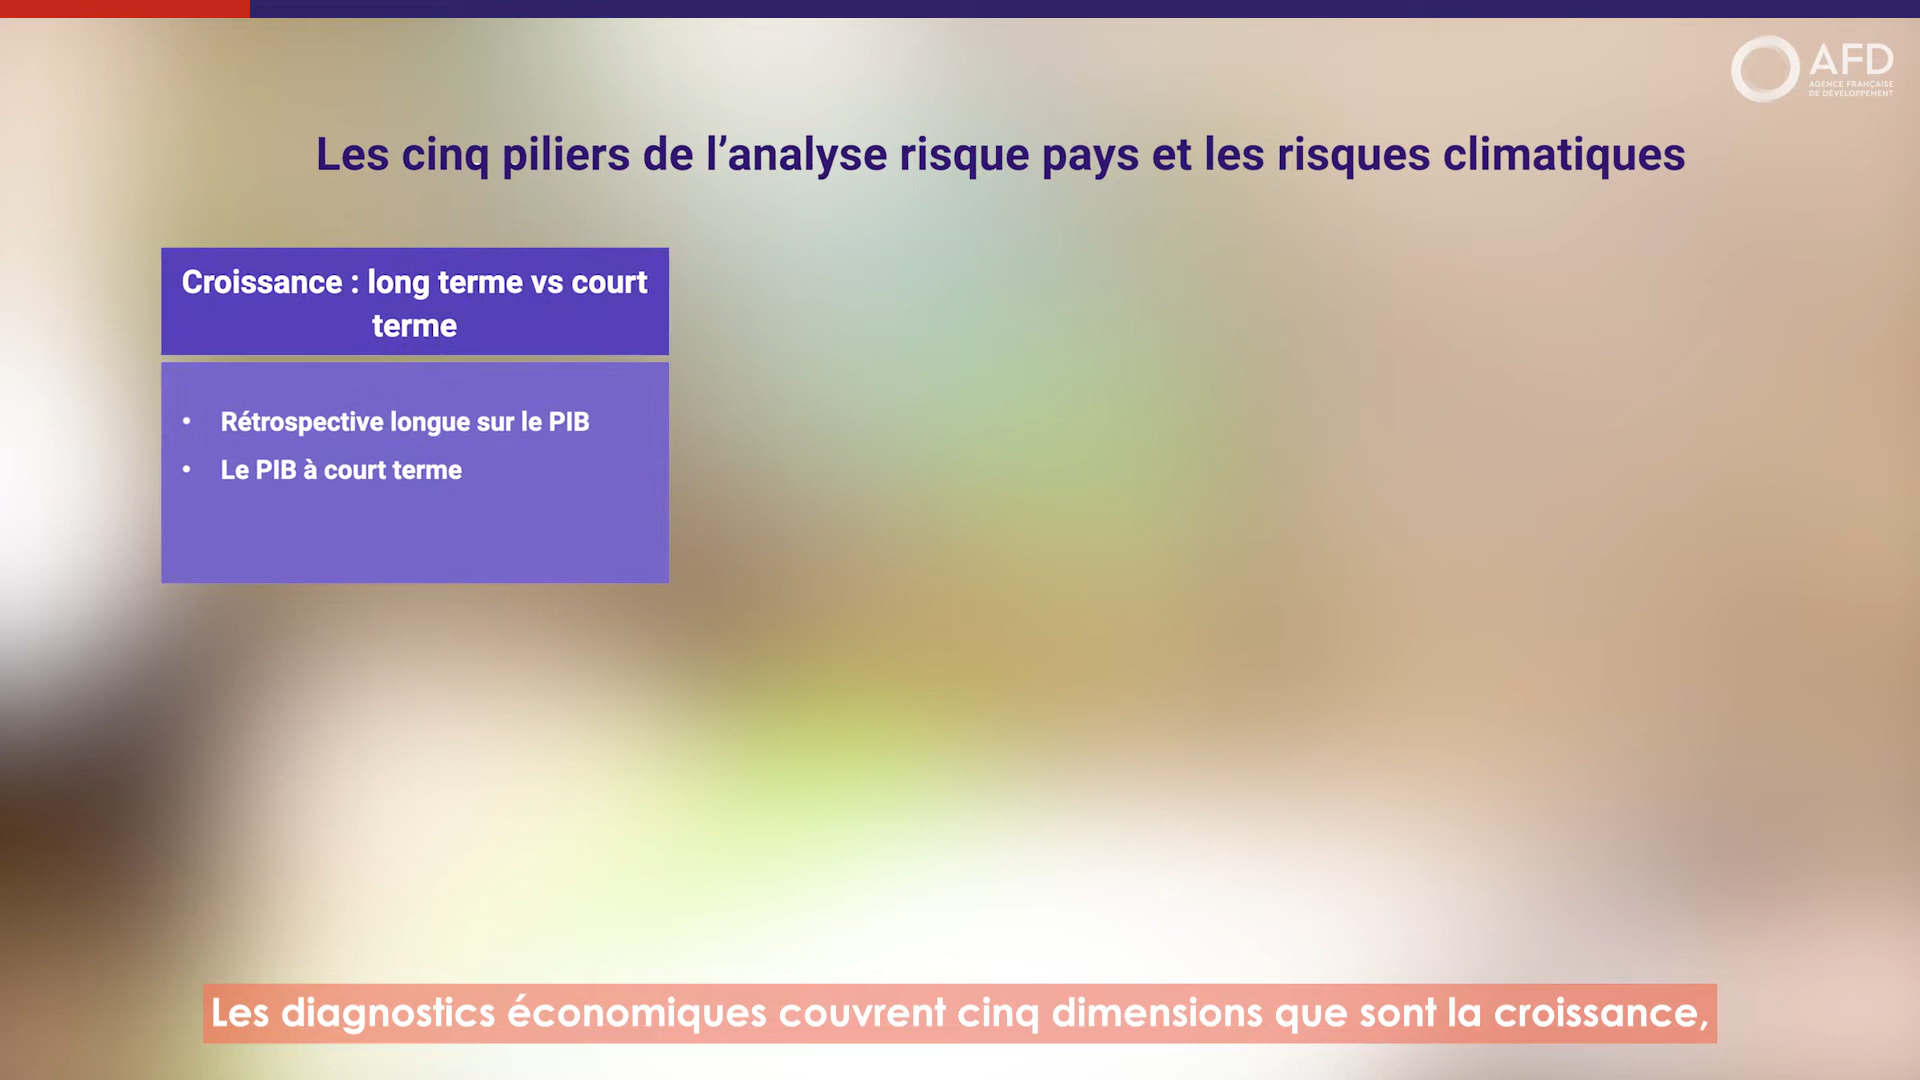 AFD
AGENCE FRANÇAISE
DE DÉVELOPPEMENT
Les cinq piliers de l’analyse risque pays et les risques climatiques
Croissance : long terme vs court
terme
• Rétrospective longue sur le PIB
• Le PIB à court terme
Les diagnostics économiques couvrent cinq dimensions que sont la croissance,